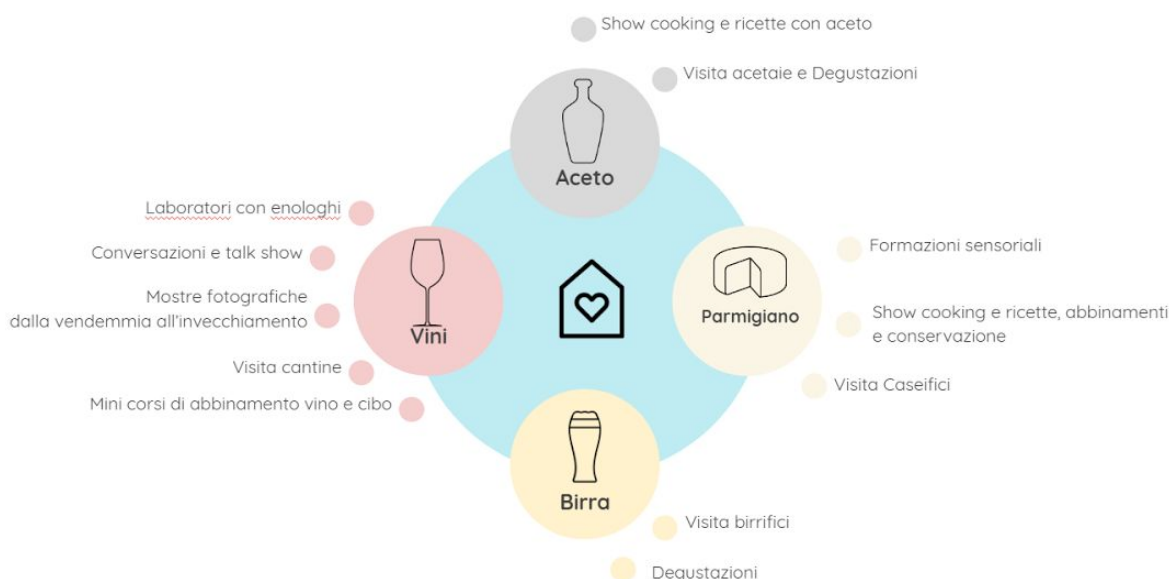 Show cooking e ricette con aceto
Visita acetaie e Degustazioni
Aceto
Laboratori con enologhi
Conversazioni e talk show
Mostre fotografiche
dalla vendemmia all'invecchiamento
Visita cantine
Mini corsi di abbinamento vino e cibo
Vini
Parmigiano
Formazioni sensoriali
Show cooking e ricette, abbinamenti
e conservazione
Visita Caseifici
Birra
Visita birrifici
Degustazioni